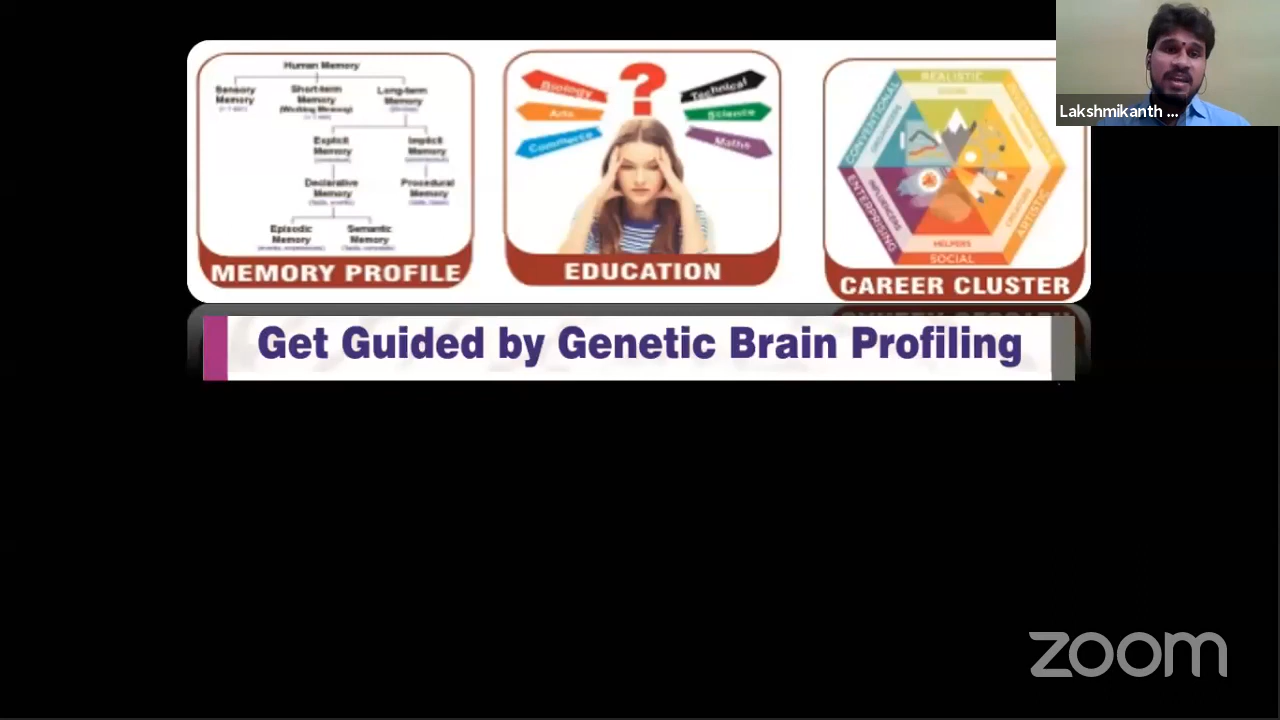 Human Memory
Sensory
Memory
Short-term
Memory
(Working Memory)
Long-term
Memory
Explicit
Memory
Implicit
Memory
Declarative
Memory
Procedural
Memory
Episodic
Memory
Semantic
Memory
MEMORY PROFILE
?
Biology
Arts
Commerce
Technical
Science
Maths
EDUCATION
REALISTIC
CONVENTIONAL
ENTERPRISING
INFLUENCERS
ARTISTIC
HELPERS
SOCIAL
CAREER CLUSTER
Lakshmikanth ...
Get Guided by Genetic Brain Profiling
zoom